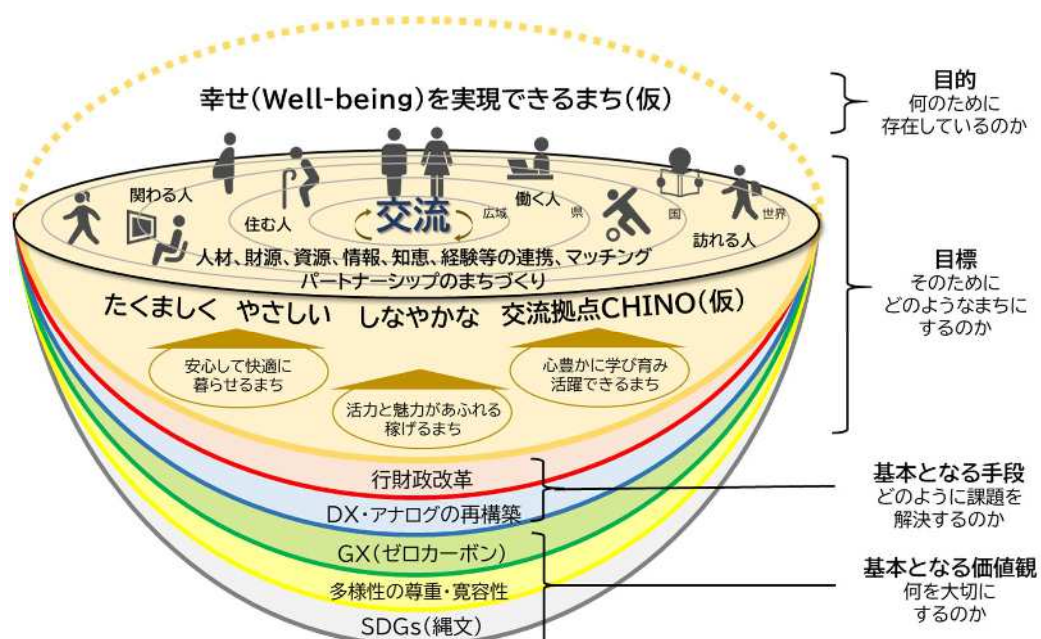 幸せ(Well-being)を実現できるまち(仮)
目的
何のために
存在しているのか
関わる人
住む人
交流
働く人
訪れる人
広域
県
国
世界
人材、財源、資源、情報、知恵、経験等の連携、マッチング
パートナーシップのまちづくり
たくましく やさしい しなやかな 交流拠点CHINO(仮)
目標
そのために
どのようなまちに
するのか
安心して快適に
暮らせるまち
活力と魅力があふれる
稼げるまち
心豊かに学び育み
活躍できるまち
行財政改革
DX・アナログの再構築
基本となる手段
どのように課題を
解決するのか
GX(ゼロカーボン)
多様性の尊重・寛容性
SDGs(縄文)
基本となる価値観
何を大切に
するのか